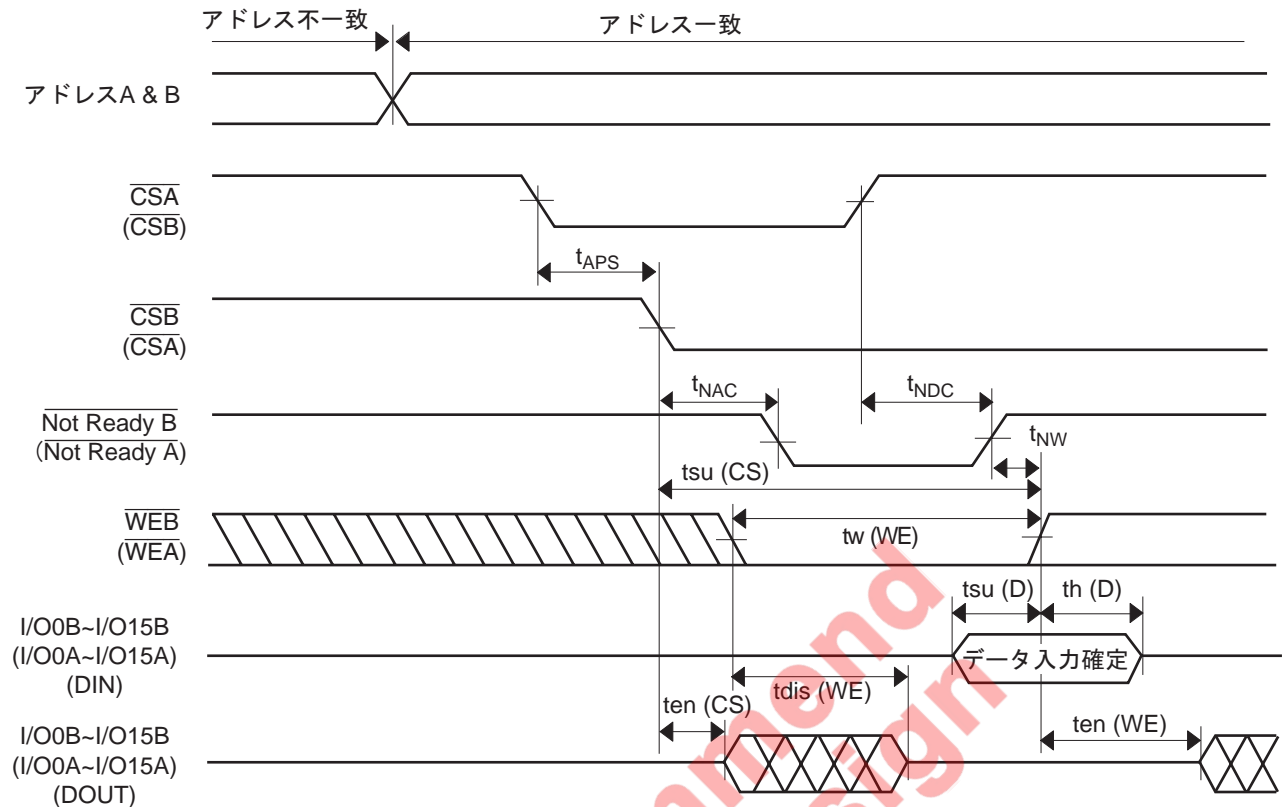 アドレス不一致
アドレス一致
アドレスA & B
CSA
(CSB)
tAPS
CSB
(CSA)
tNAC
tNDC
Not Ready B
(Not Ready A)
tNW
tsu (CS)
WEB
(WEA)
tw (WE)
tsu (D)
th (D)
I/O0B~I/O15B
(I/O0A~I/O15A)
(DIN)
データ入力確定
tdis (WE)
ten (CS)
ten (WE)
I/O0B~I/O15B
(I/O0A~I/O15A)
(DOUT)